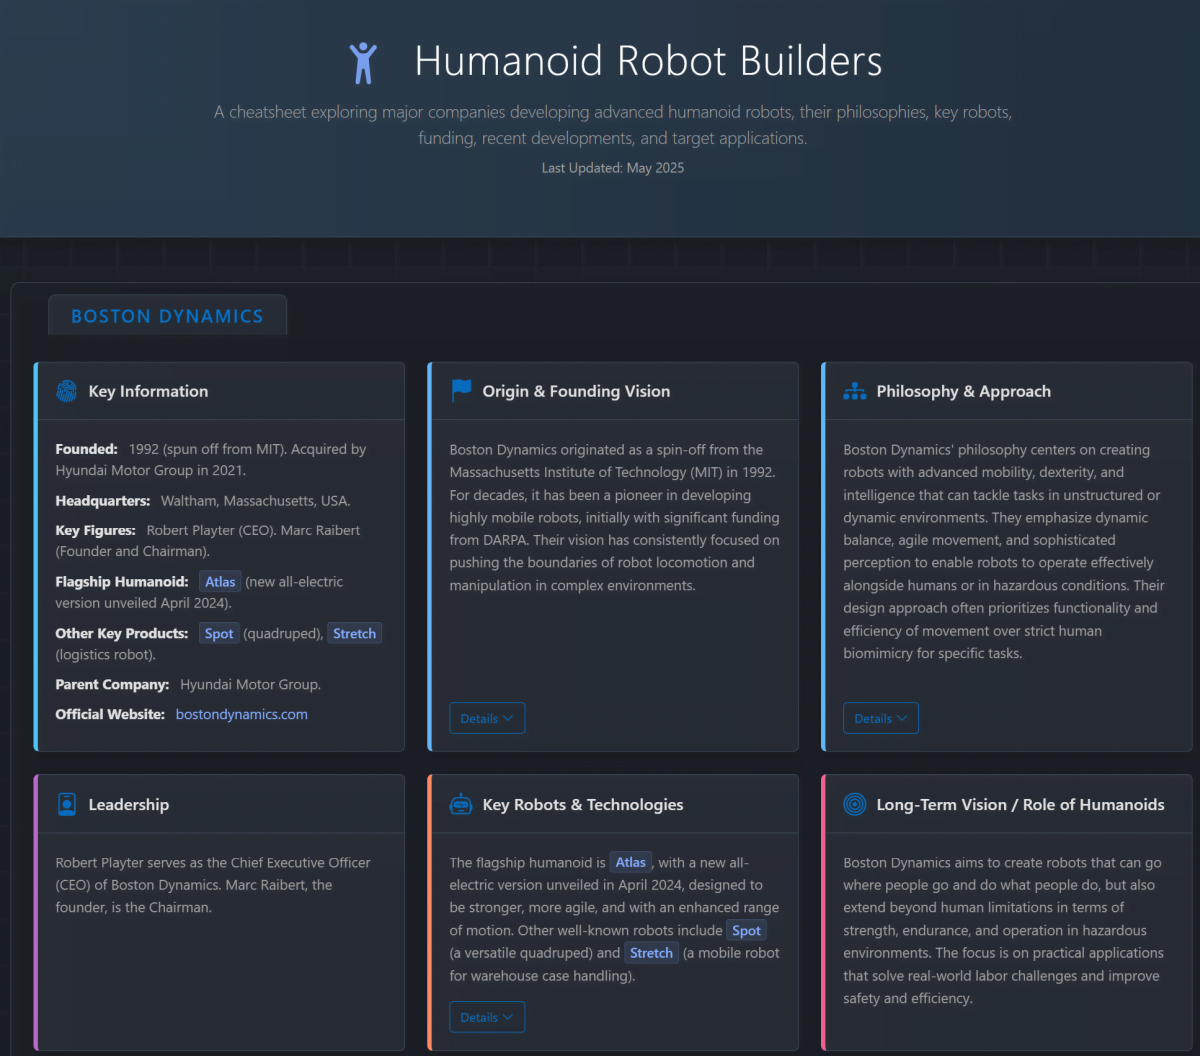 Humanoid Robot Builders
A cheatsheet exploring major companies developing advanced humanoid robots, their philosophies, key robots,
funding, recent developments, and target applications.
Last Updated: May 2025
BOSTON DYNAMICS
Key Information
Founded: 1992 (spun off from MIT). Acquired by
Hyundai Motor Group in 2021.
Headquarters: Waltham, Massachusetts, USA.
Key Figures: Robert Playter (CEO). Marc Raibert
(Founder and Chairman).
Flagship Humanoid: Atlas (new all-electric
version unveiled April 2024).
Other Key Products: Spot (quadruped), Stretch
(logistics robot).
Parent Company: Hyundai Motor Group.
Official Website: bostondynamics.com
Origin & Founding Vision
Boston Dynamics originated as a spin-off from the
Massachusetts Institute of Technology (MIT) in 1992.
For decades, it has been a pioneer in developing
highly mobile robots, initially with significant funding
from DARPA. Their vision has consistently focused on
pushing the boundaries of robot locomotion and
manipulation in complex environments.
Details
Philosophy & Approach
Boston Dynamics' philosophy centers on creating
robots with advanced mobility, dexterity, and
intelligence that can tackle tasks in unstructured or
dynamic environments. They emphasize dynamic
balance, agile movement, and sophisticated
perception to enable robots to operate effectively
alongside humans or in hazardous conditions. Their
design approach often prioritizes functionality and
efficiency of movement over strict human
biomimicry for specific tasks.
Details
Leadership
Robert Playter serves as the Chief Executive Officer
(CEO) of Boston Dynamics. Marc Raibert, the
founder, is the Chairman.
Key Robots & Technologies
The flagship humanoid is Atlas, with a new all-
electric version unveiled in April 2024, designed to
be stronger, more agile, and with an enhanced range
of motion. Other well-known robots include Spot
(a versatile quadruped) and Stretch (a mobile robot
for warehouse case handling).
Details
Long-Term Vision / Role of Humanoids
Boston Dynamics aims to create robots that can go
where people go and do what people do, but also
extend beyond human limitations in terms of
strength, endurance, and operation in hazardous
environments. The focus is on practical applications
that solve real-world labor challenges and improve
safety and efficiency.